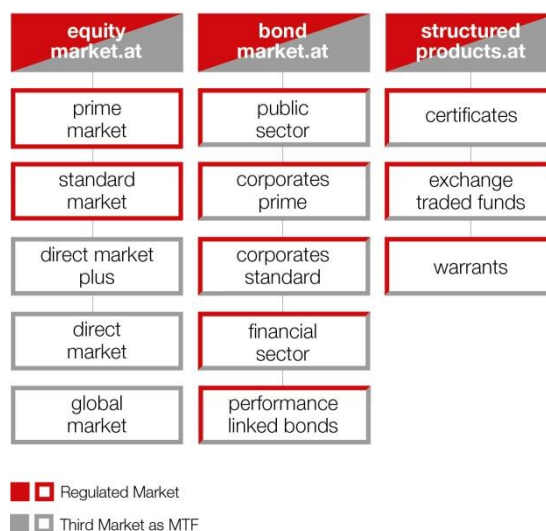 equity
market.at
prime
market
standard
market
direct market
plus
direct
market
global
market
bond
market.at
public
sector
corporates
prime
corporates
standard
financial
sector
performance
linked bonds
structured
products.at
certificates
exchange
traded funds
warrants
Regulated Market
Third Market as MTF